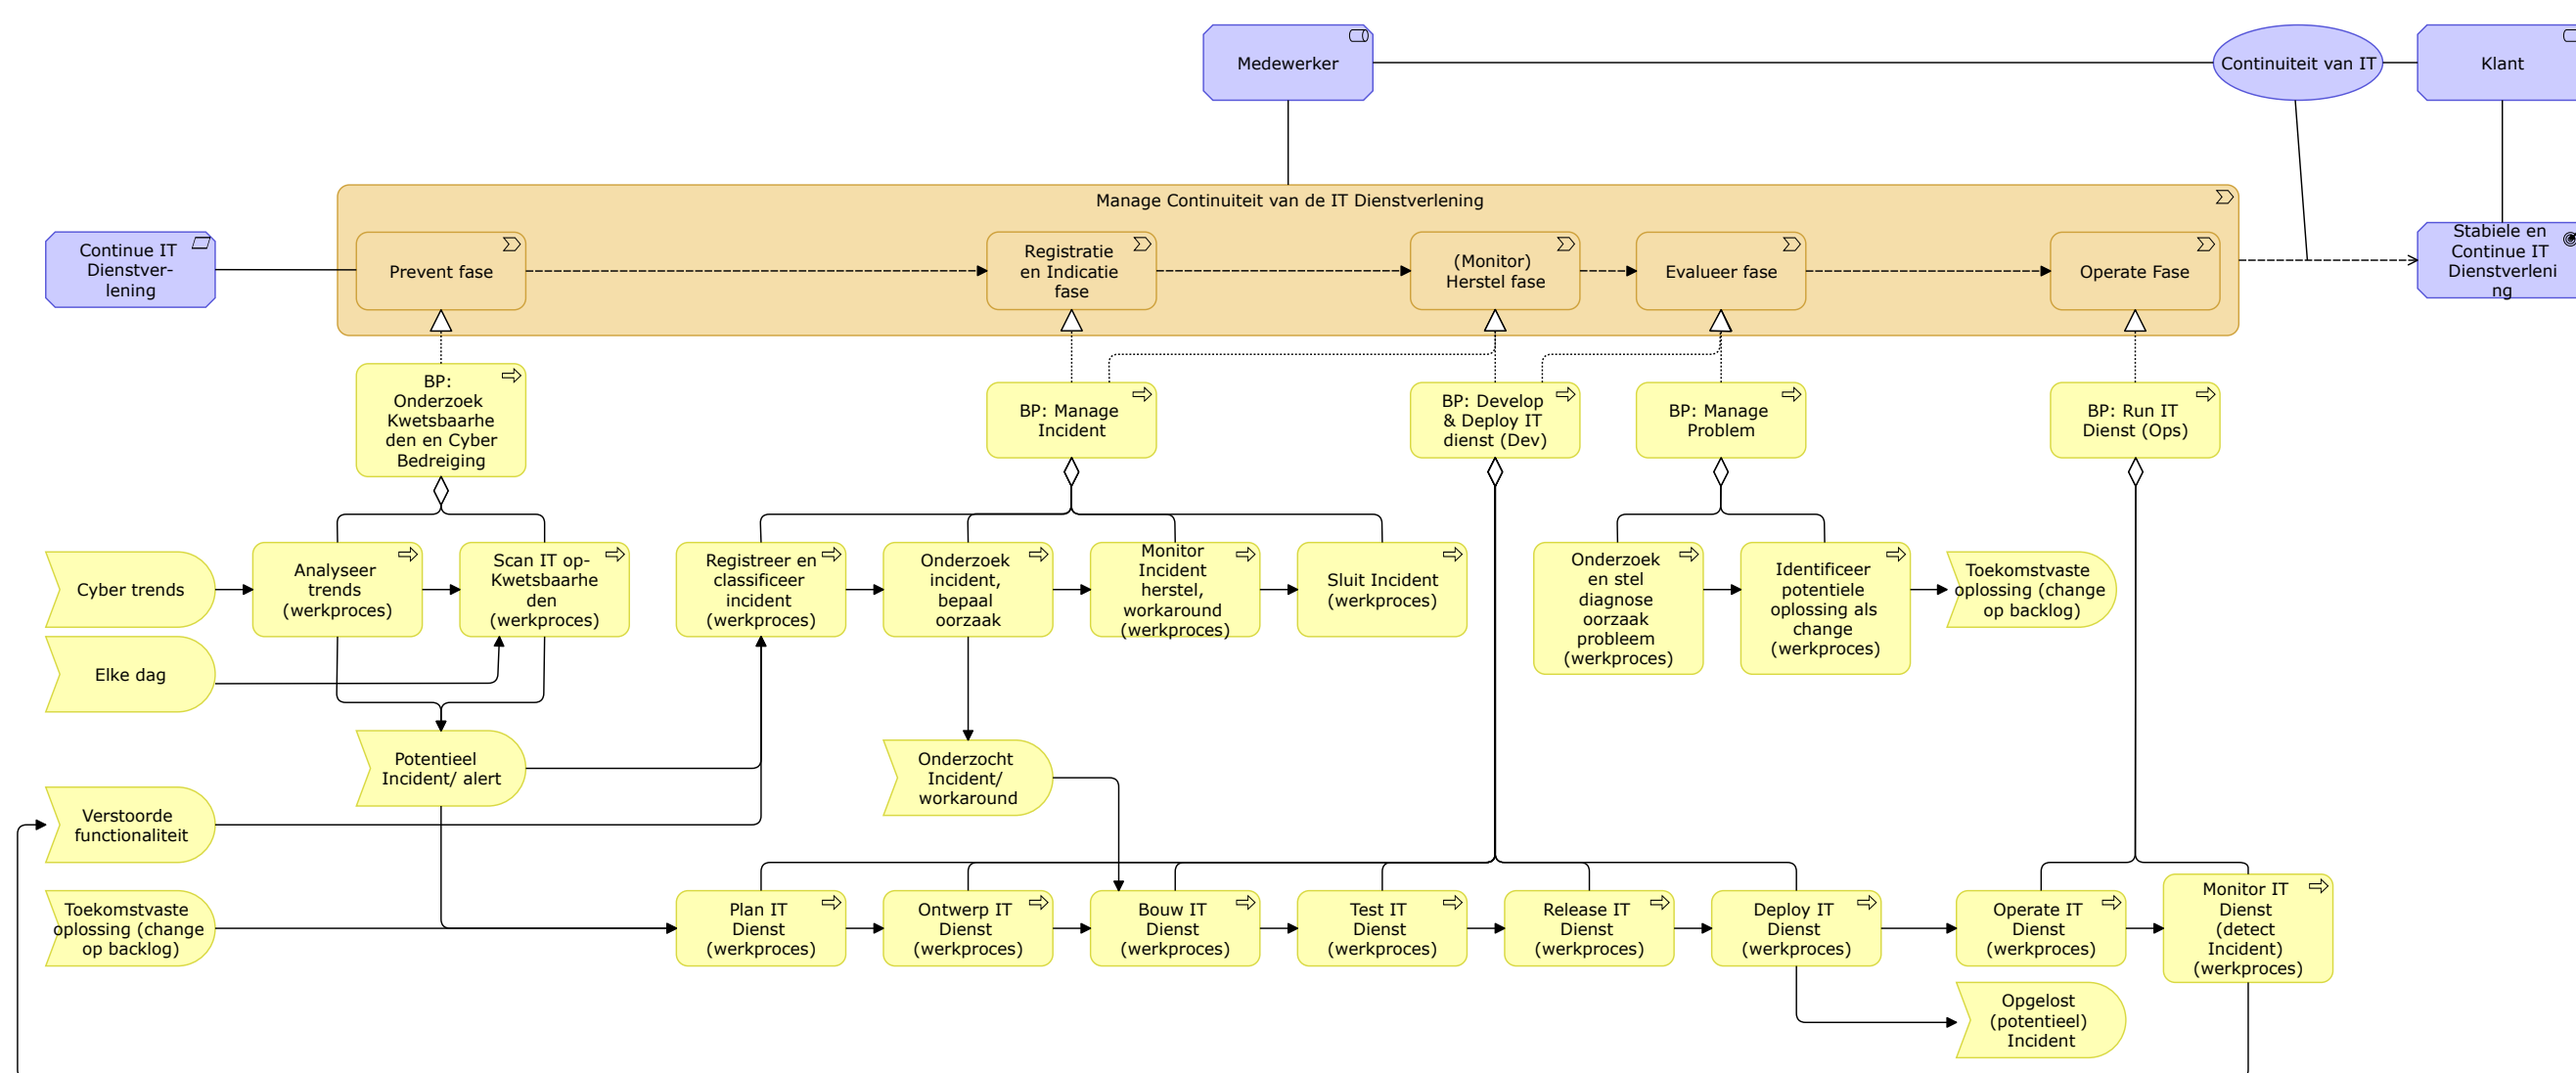 Medewerker
Continuiteit van IT
Klant
Manage Continuiteit van de IT Dienstverlening
Continue IT
Dienstver-
lening
Prevent fase
Registratie
en Indicatie
fase
(Monitor)
Herstel fase
Evalueer fase
Operate Fase
Stabiele en
Continue IT
Dienstverleni
ng
BP:
Onderzoek
Kwetsbaarhe
den en Cyber
Bedreiging
BP: Manage
Incident
BP: Develop
& Deploy IT
dienst (Dev)
BP: Manage
Problem
BP: Run IT
Dienst (Ops)
Cyber trends
Analyseer
trends
(werkproces)
Scan IT op-
Kwetsbaarhe
den
(werkproces)
Registreer en
classificeer
incident
(werkproces)
Onderzoek
incident,
bepaal
oorzaak
Monitor
Incident
herstel,
workaround
(werkproces)
Sluit Incident
(werkproces)
Onderzoek
en stel
diagnose
oorzaak
probleem
(werkproces)
Identificeer
potentiele
oplossing als
change
(werkproces)
Toekomstvaste
oplossing (change
op backlog)
Elke dag
Potentieel
Incident/ alert
Onderzocht
Incident/
workaround
Verstoorde
functionaliteit
Toekomstvaste
oplossing (change
op backlog)
Plan IT
Dienst
(werkproces)
Ontwerp IT
Dienst
(werkproces)
Bouw IT
Dienst
(werkproces)
Test IT
Dienst
(werkproces)
Release IT
Dienst
(werkproces)
Deploy IT
Dienst
(werkproces)
Operate IT
Dienst
(werkproces)
Monitor IT
Dienst
(detect
Incident)
(werkproces)
Opgelost
(potentieel)
Incident